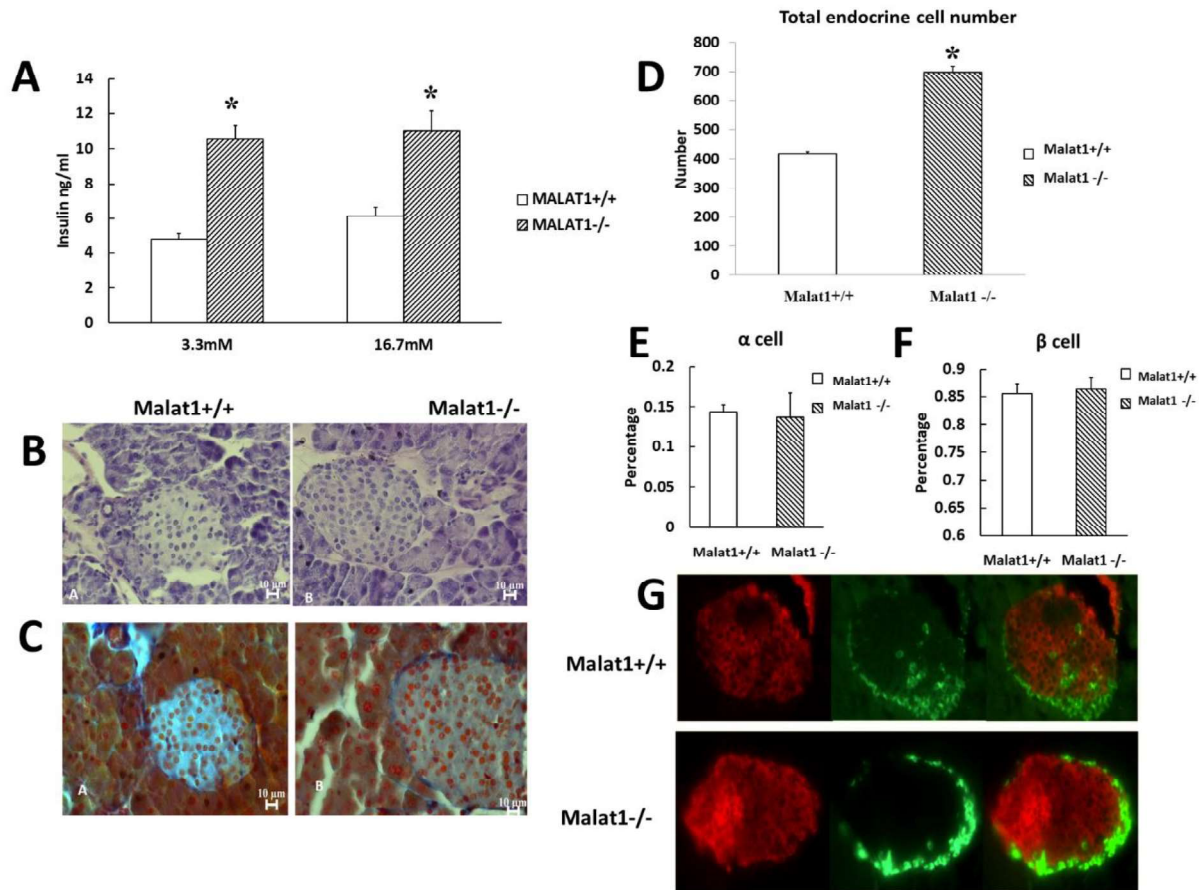 A
14
12
10
8
6
4
2
0
Insulin ng/ml
*
*
3.3mM
16.7mM
MALAT1+/+
MALAT1-/-
Total endocrine cell number
D
800
700
600
500
400
300
200
100
0
Number
*
Malat1+/+
Malat1 -/-
Malat1+/+
Malat1 -/-
E
α cell
0.2
0.15
0.1
0.05
0
Percentage
Malat1+/+
Malat1 -/-
Malat1+/+ Malat1 -/-
F
β cell
0.9
0.85
0.8
0.75
0.7
0.65
0.6
Percentage
Malat1+/+
Malat1 -/-
Malat1+/+ Malat1 -/-
Malat1+/+ Malat1-/-
B
A
10 µm
B
10 µm
C
A
10 µm
B
10 µm
G
Malat1+/+
Malat1-/-